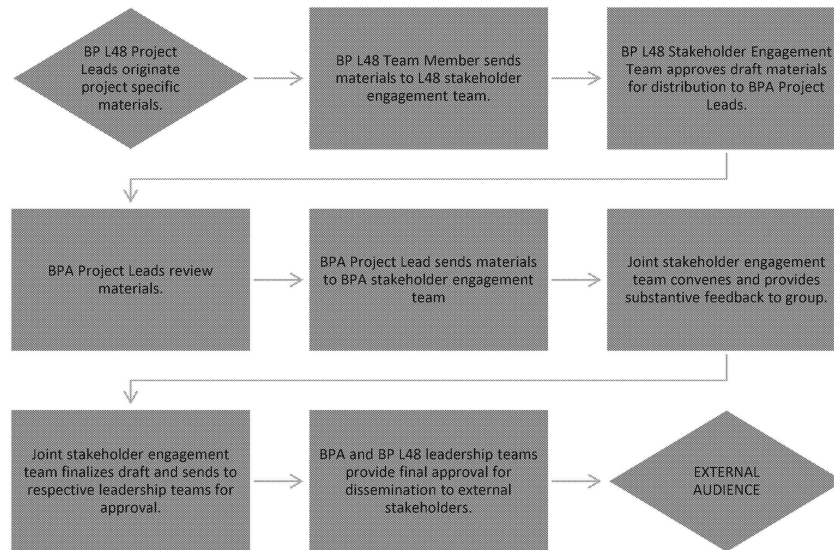 BP L48 Project
Leads originate
project specific
materials.
BP L48 Team Member sends
materials to L48 stakeholder
engagement team.
BP L48 Stakeholder Engagement
Team approves draft materials
for distribution to BPA Project
Leads.
BPA Project Leads review
materials.
BPA Project Lead sends materials
to BPA stakeholder engagement
team
Joint stakeholder engagement
team convenes and provides
substantive feedback to group.
Joint stakeholder engagement
team finalizes draft and sends to
respective leadership teams for
approval.
BPA and BP L48 leadership teams
provide final approval for
dissemination to external
stakeholders.
EXTERNAL
AUDIENCE